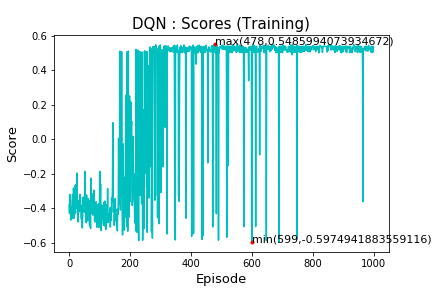 DQN : Scores (Training)
0.6
max(478,0.5485994073934672)
0.4
0.2
0.0
−0.2
−0.4
−0.6
min(599,-0.5974941883559116)
0 200 400 600 800 1000
Score
Episode